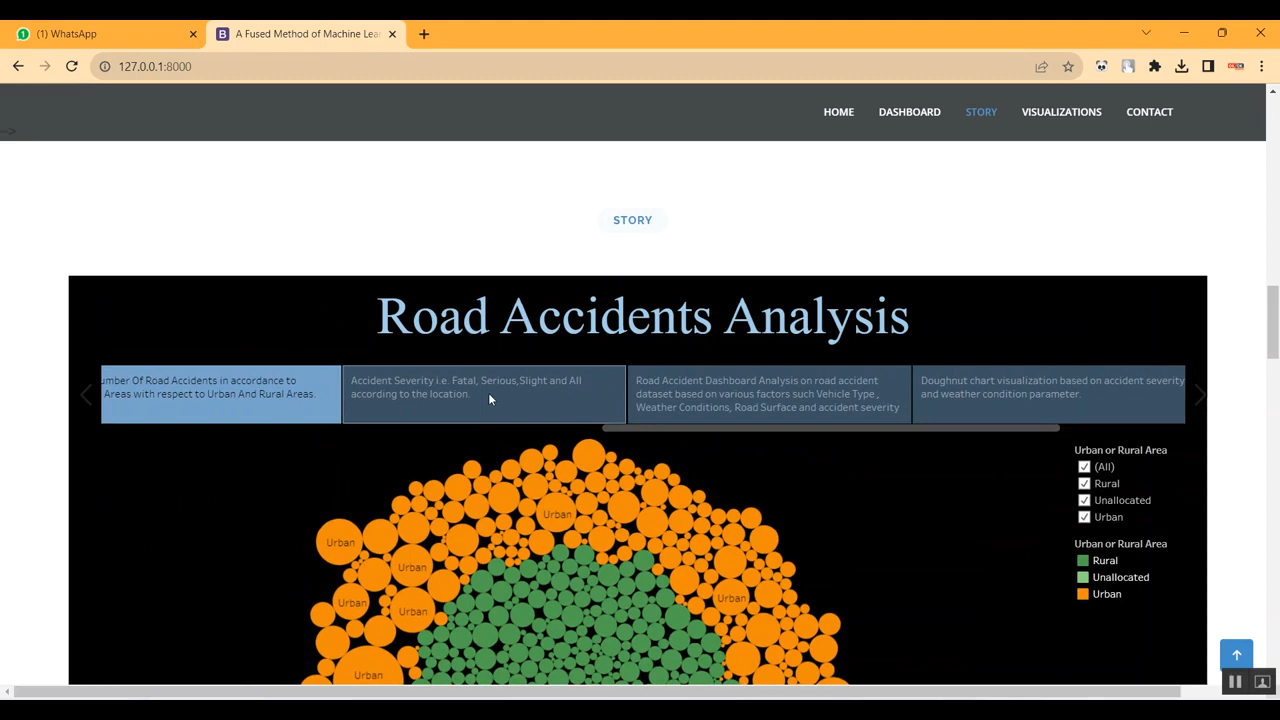 (1) WhatsApp
A Fused Method of Machine Lea
127.0.0.1:8000
HOME DASHBOARD STORY VISUALIZATIONS CONTACT
-->
STORY
Road Accidents Analysis
umber Of Road Accidents in accordance to
Areas with respect to Urban And Rural Areas.
Accident Severity i.e. Fatal, Serious,Slight and All
according to the location.
Road Accident Dashboard Analysis on road accident
dataset based on various factors such Vehicle Type ,
Weather Conditions, Road Surface and accident severity
Doughnut chart visualization based on accident severity
and weather condition parameter.
Urban or Rural Area
(All)
Rural
Unallocated
Urban
Urban or Rural Area
Rural
Unallocated
Urban
Urban
Urban
Urban
Urban
Urban
Urban
Urban